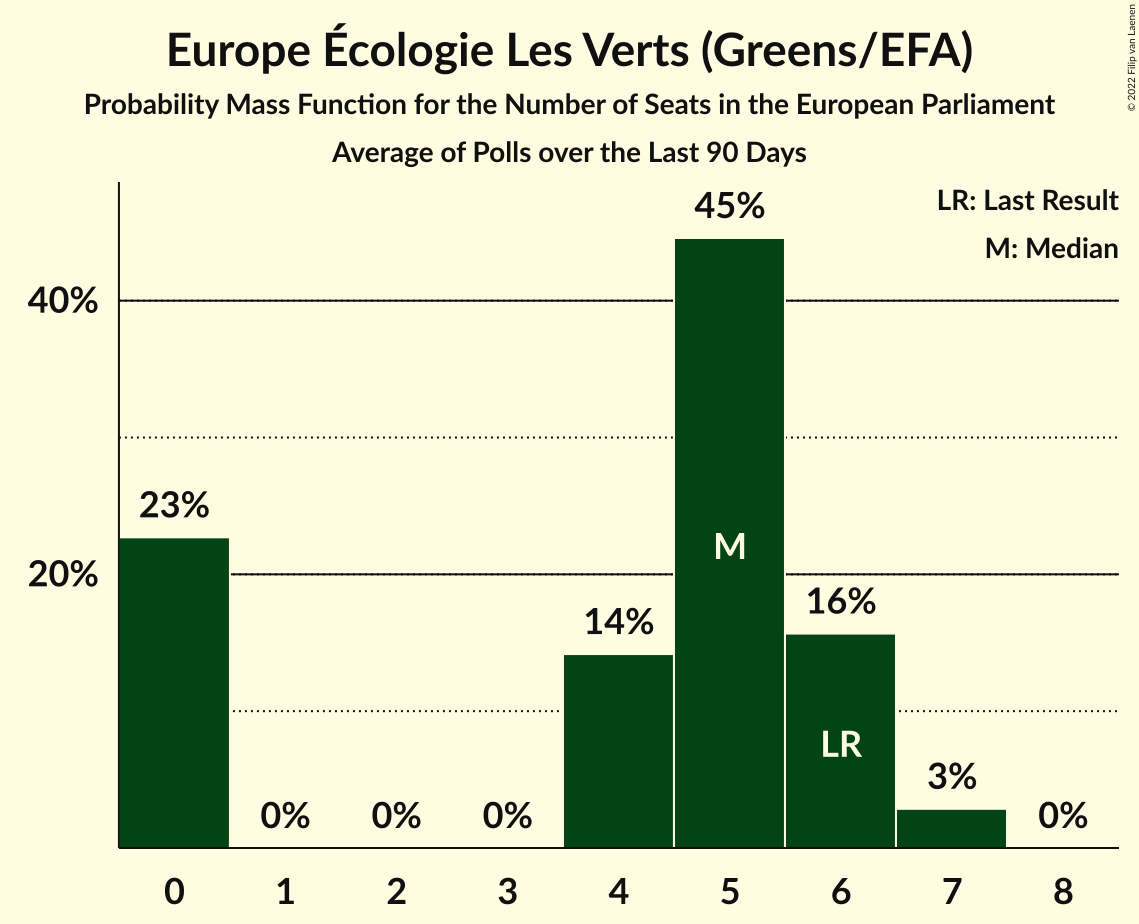 Europe Écologie Les Verts (Greens/EFA)
Probability Mass Function for the Number of Seats in the European Parliament
Average of Polls over the Last 90 Days
© 2022 Filip van Laenen
LR: Last Result
M: Median
45%
40%
23%
M
20%
16%
14%
LR
3%
0%
0%
0%
0%
0 1 2 3 4 5 6 7 8